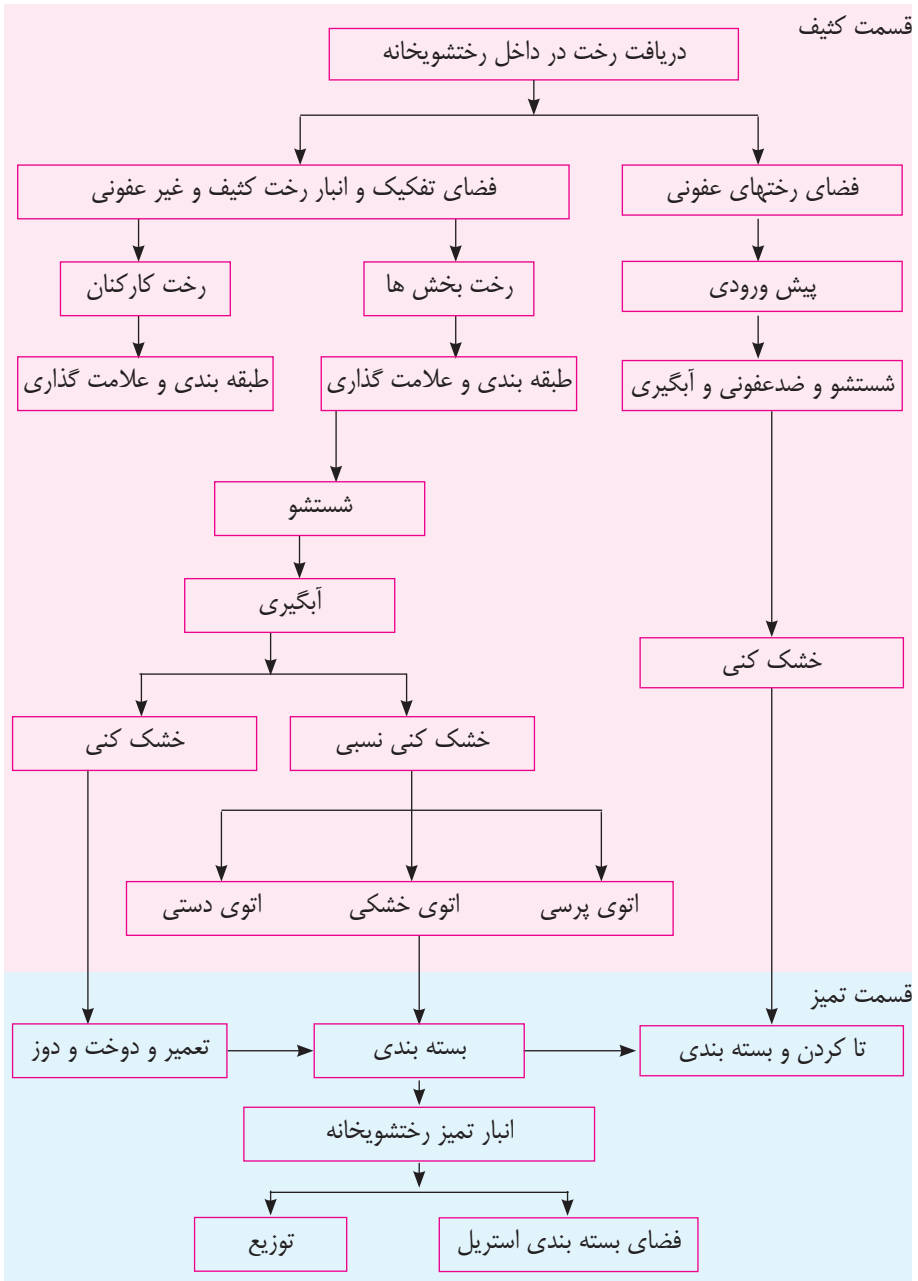 قسمت کثیف
دریافت رخت در داخل رختشویخانه
فضای رختهای عفونی
فضای تفکیک و انبار رخت کثیف و غیر عفونی
پیش ورودی
رخت بخش ها
رخت کارکنان
شستشو و ضدعفونی و آبگیری
طبقه بندی و علامت گذاری
طبقه بندی و علامت گذاری
شستشو
آبگیری
خشک کنی
خشک کنی نسبی
خشک کنی
اتوی پرسی
اتوی خشکی
اتوی دستی
قسمت تمیز
تا کردن و بسته بندی
بسته بندی
تعمیر و دوخت و دوز
انبار تمیز رختشویخانه
فضای بسته بندی استریل
توزیع